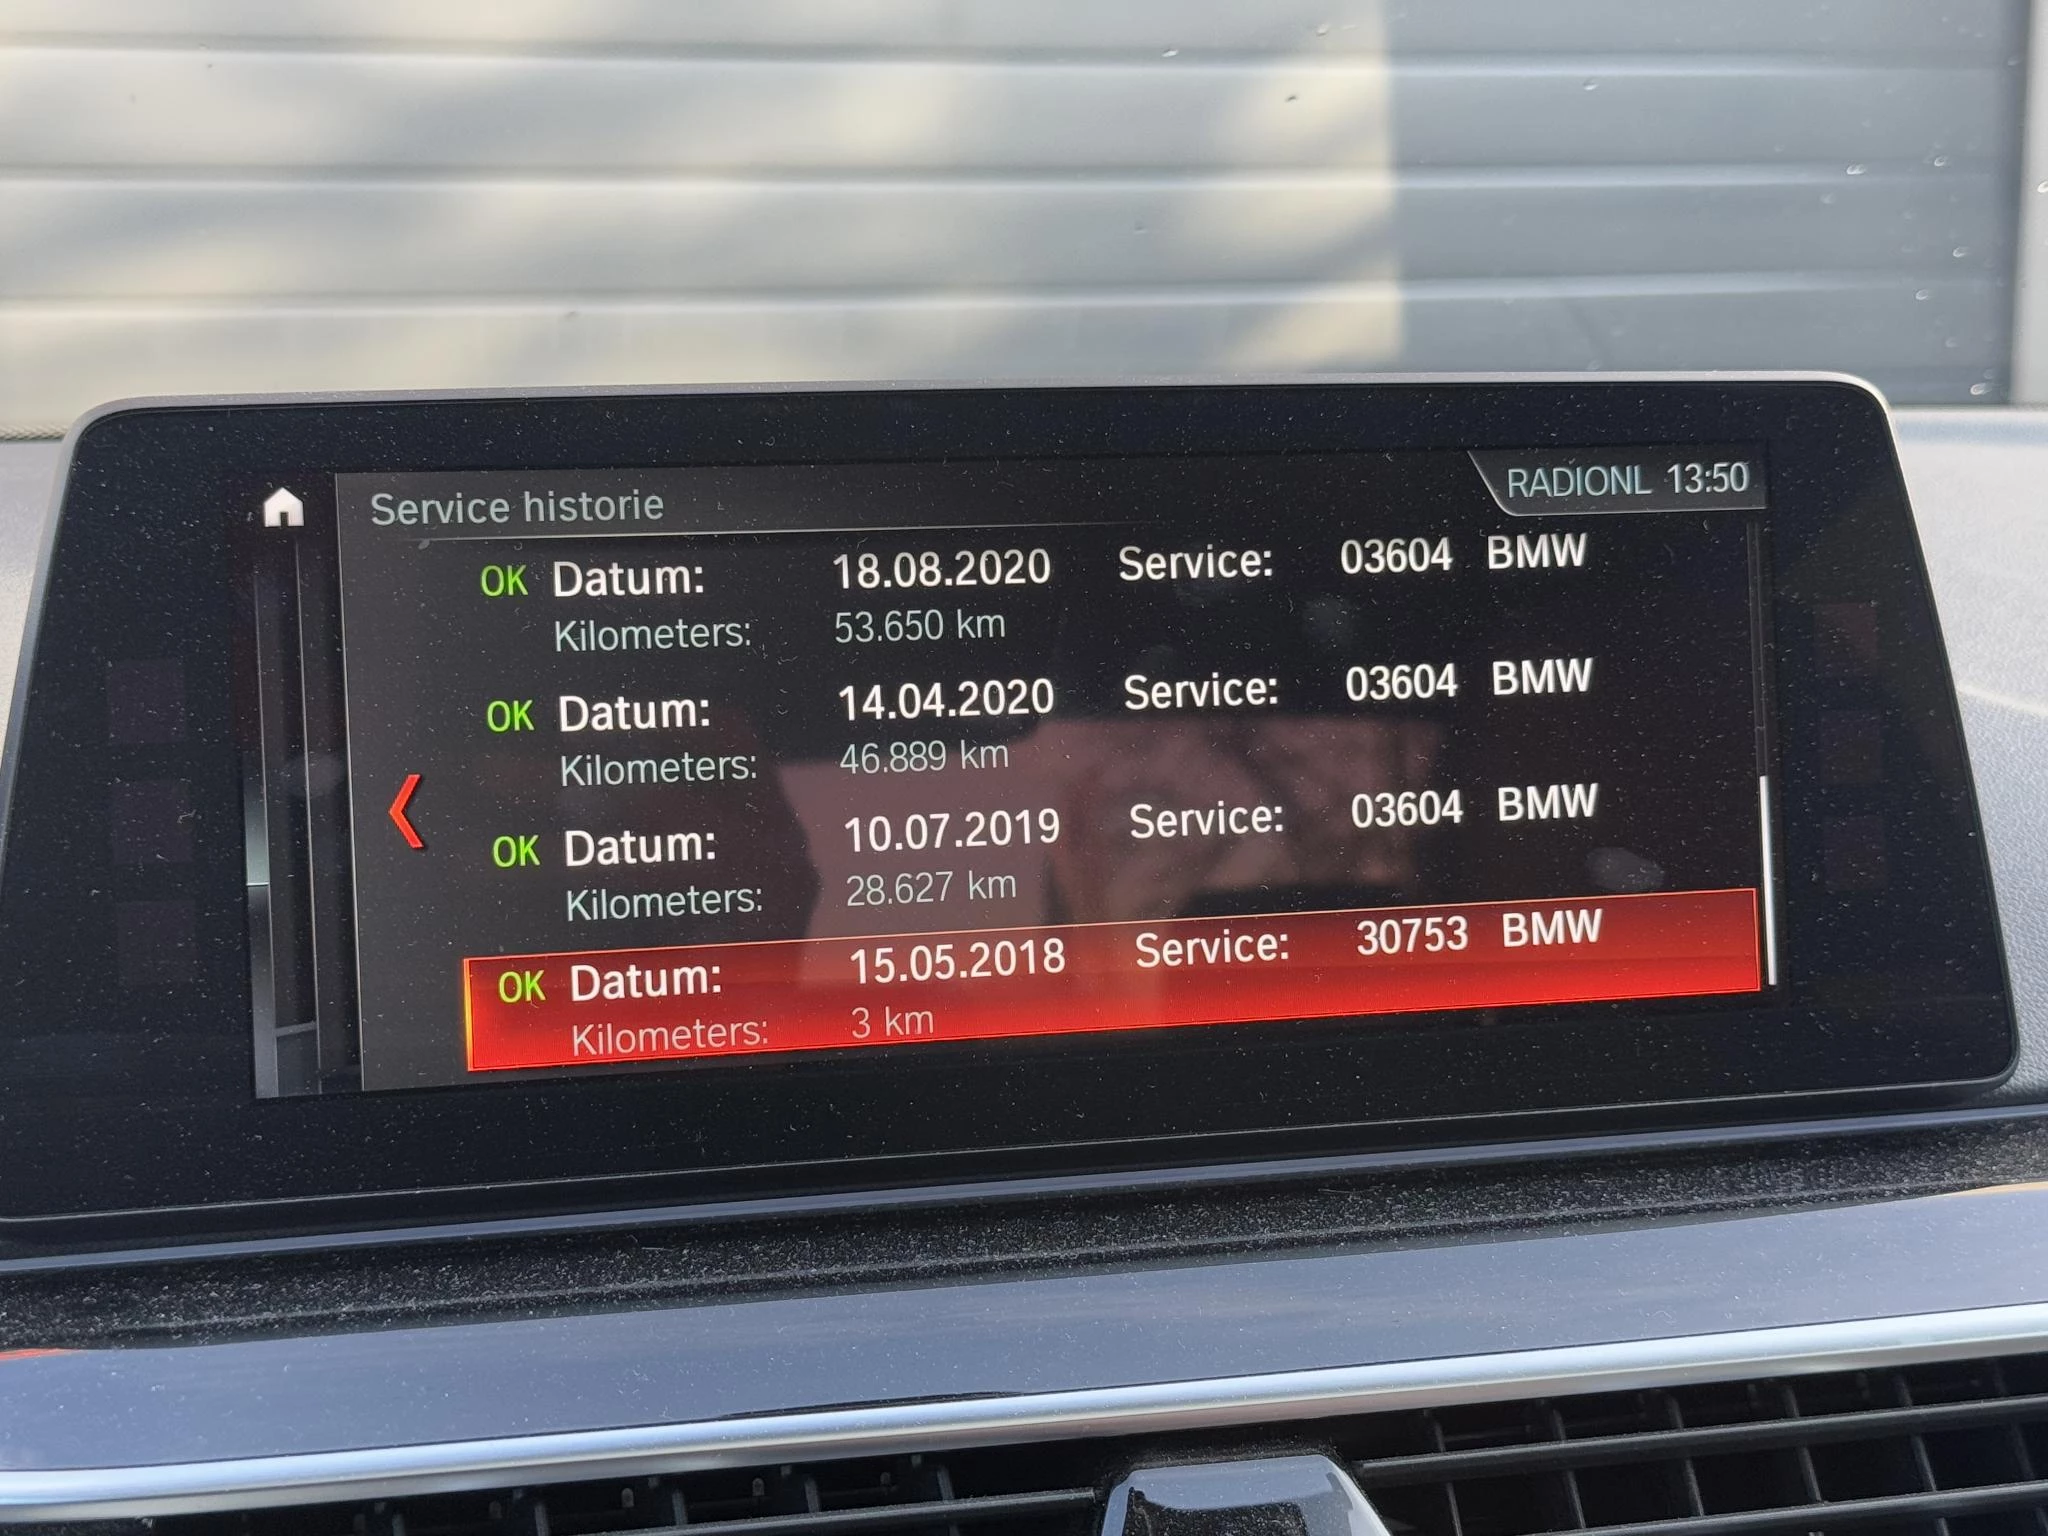 Service historie RADIONL 13:50
OK Datum: 18.08.2020 Service: 03604 BMW
Kilometers: 53.650 km
OK Datum: 14.04.2020 Service: 03604 BMW
Kilometers: 46.889 km
OK Datum: 10.07.2019 Service: 03604 BMW
Kilometers: 28.627 km
OK Datum: 15.05.2018 Service: 30753 BMW
Kilometers: 3 km